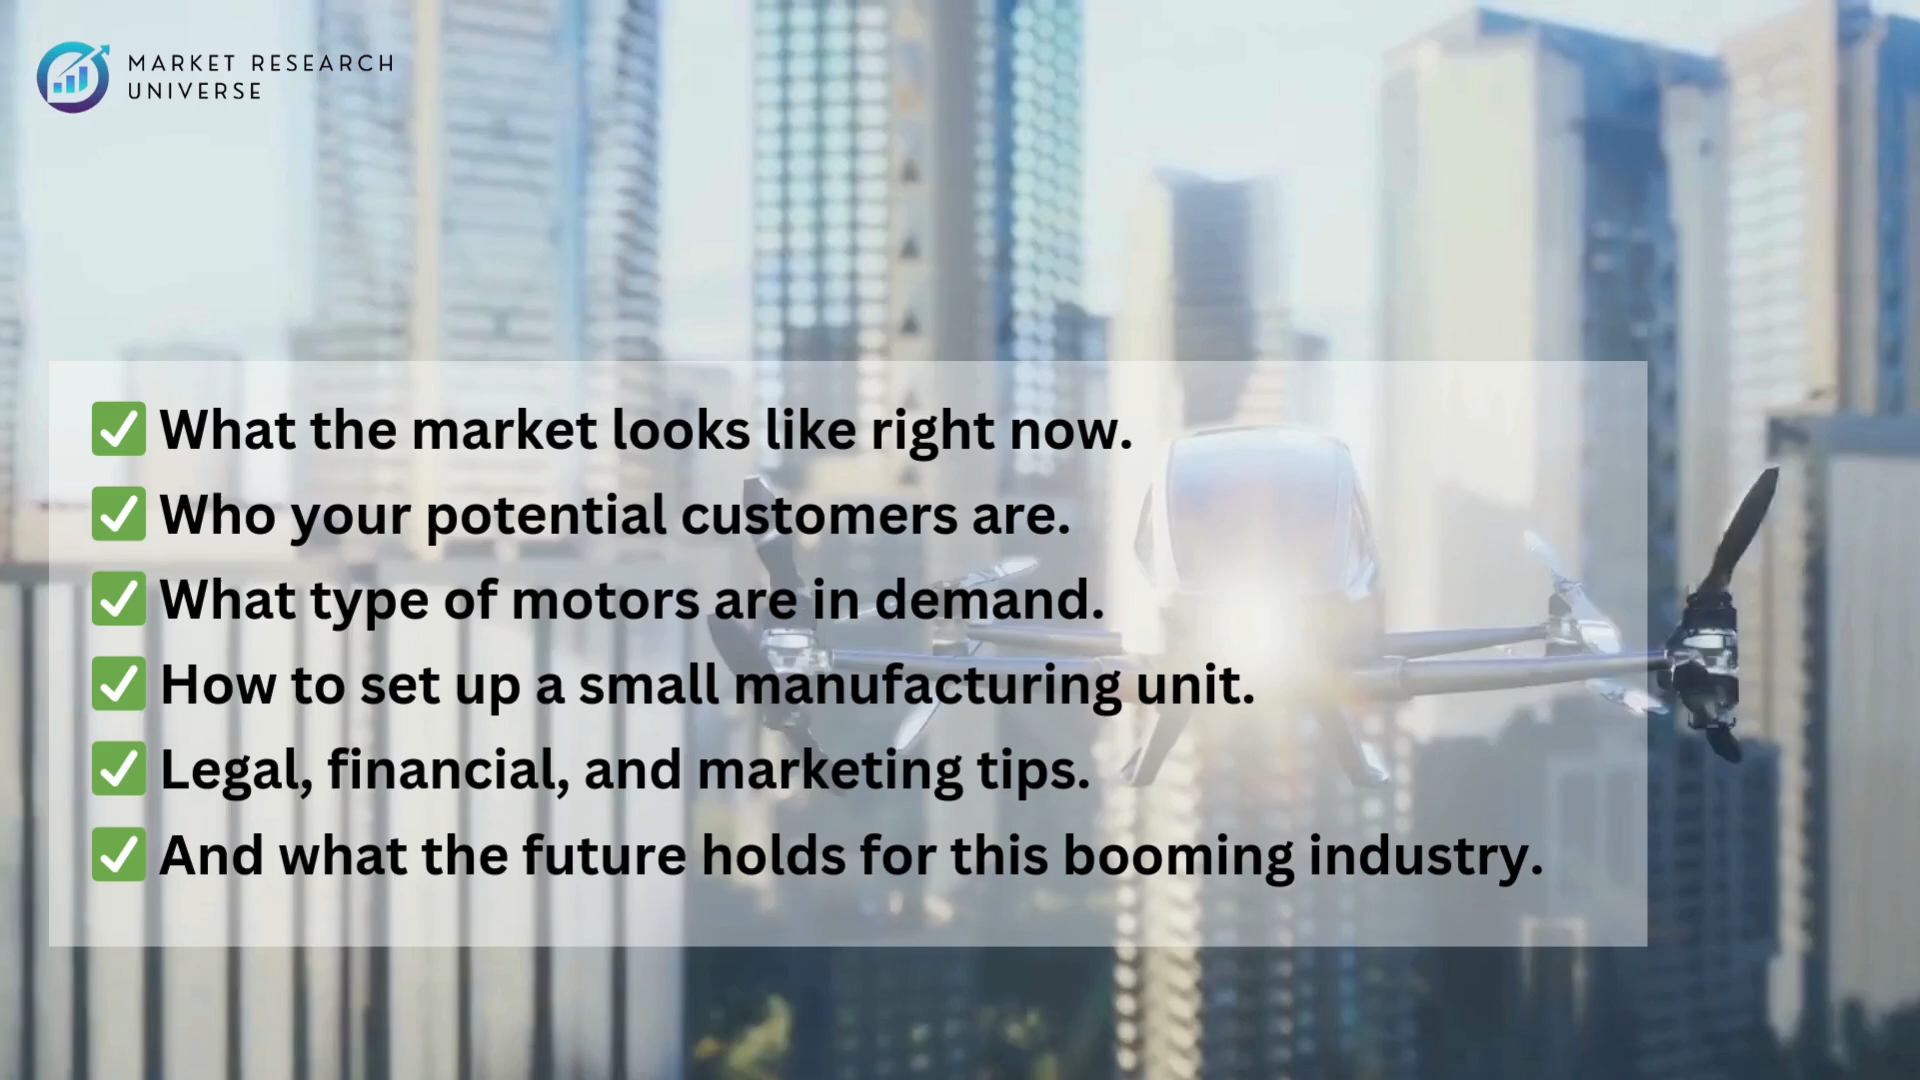 MARKET RESEARCH
UNIVERSE
✅ What the market looks like right now.
✅ Who your potential customers are.
✅ What type of motors are in demand.
✅ How to set up a small manufacturing unit.
✅ Legal, financial, and marketing tips.
✅ And what the future holds for this booming industry.